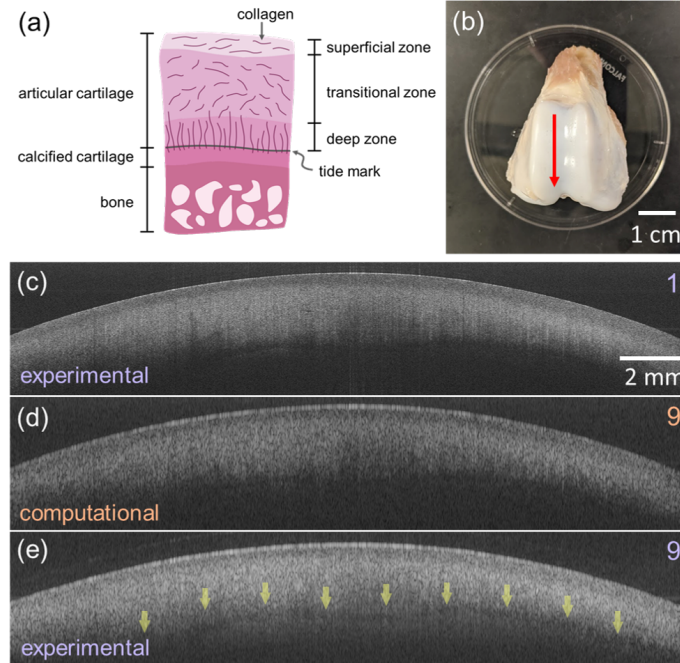 (a)
collagen
superficial zone
articular cartilage
transitional zone
deep zone
calcified cartilage
tide mark
bone
(b)
FALCON
1 cm
(c)
1
experimental
2 mm
(d)
9
computational
(e)
9
experimental